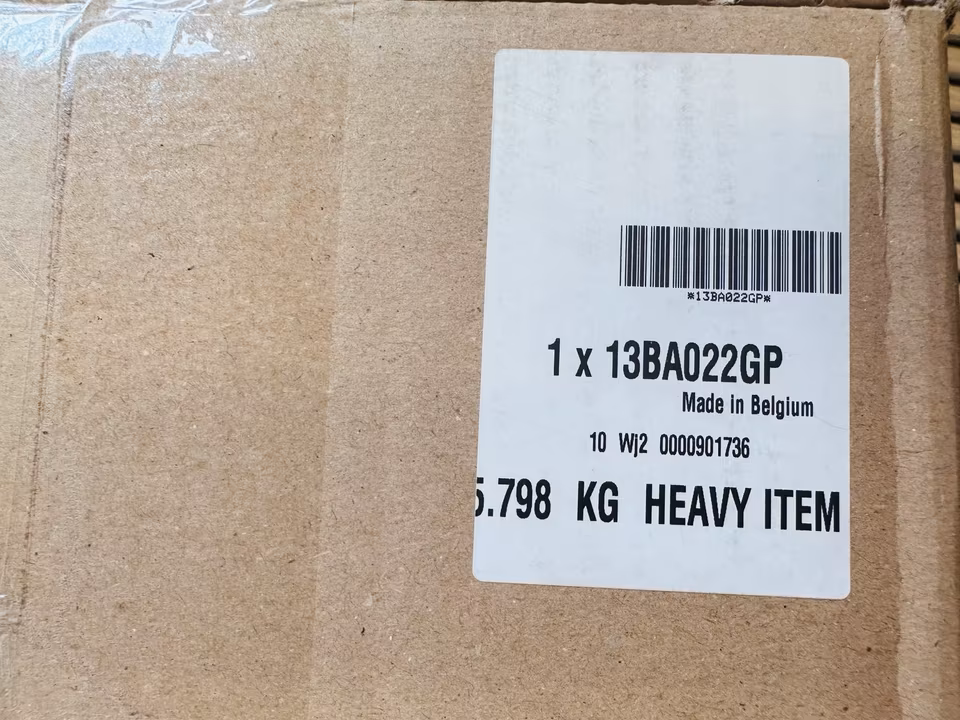 *13BA022GP*
1 x 13BA022GP
Made in Belgium
10 Wj2 0000901736
5.798 KG HEAVY ITEM